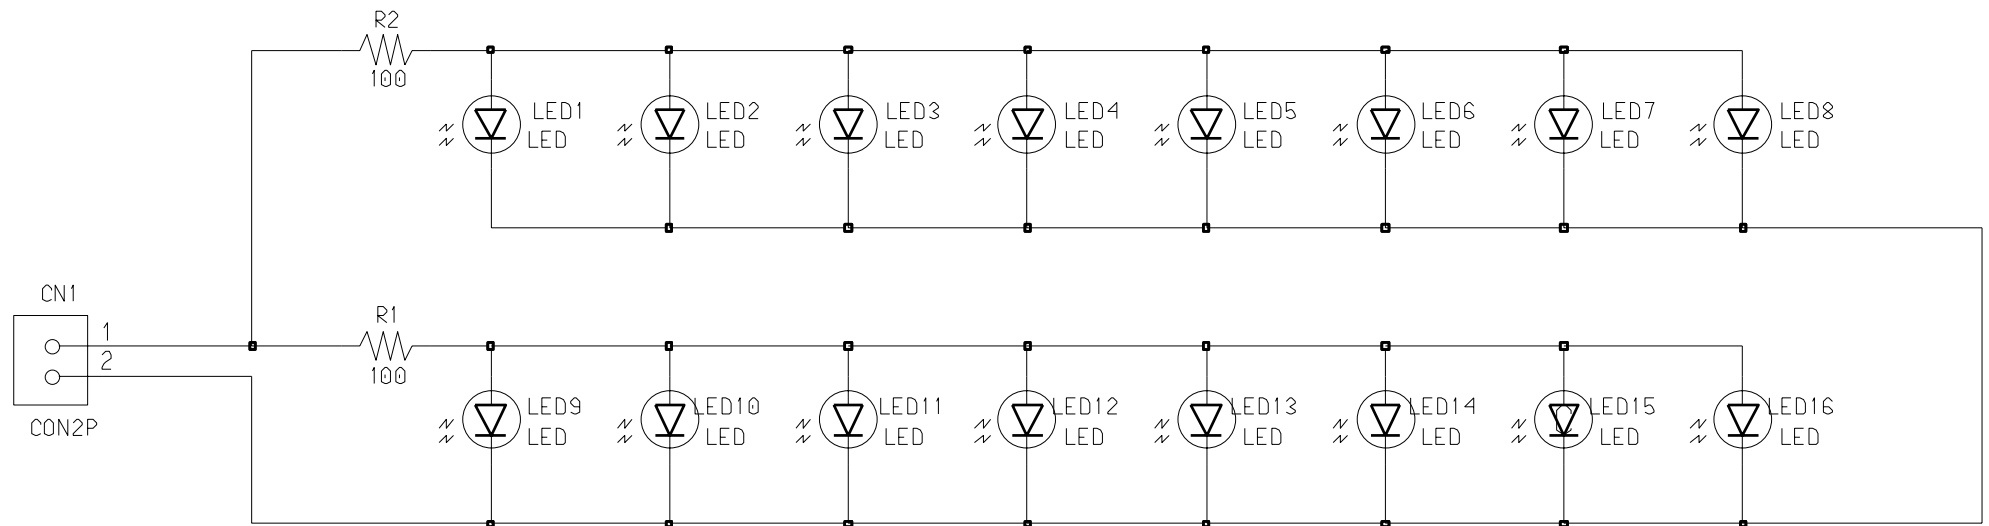 R2
100
LED1 LED2 LED3 LED4 LED5 LED6 LED7 LED8
LED LED LED LED LED LED LED LED
CN1
1
2
CON2P
R1
100
LED9 LED10 LED11 LED12 LED13 LED14 LED15 LED16
LED LED LED LED LED LED LED LED